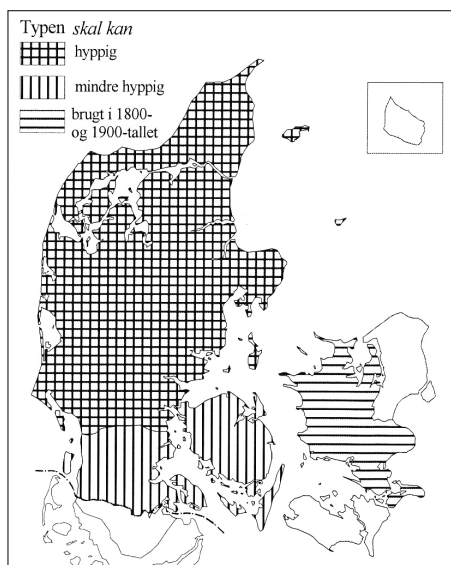 Typen skal kan
hyppig
mindre hyppig
brugt i 1800-
og 1900-tallet